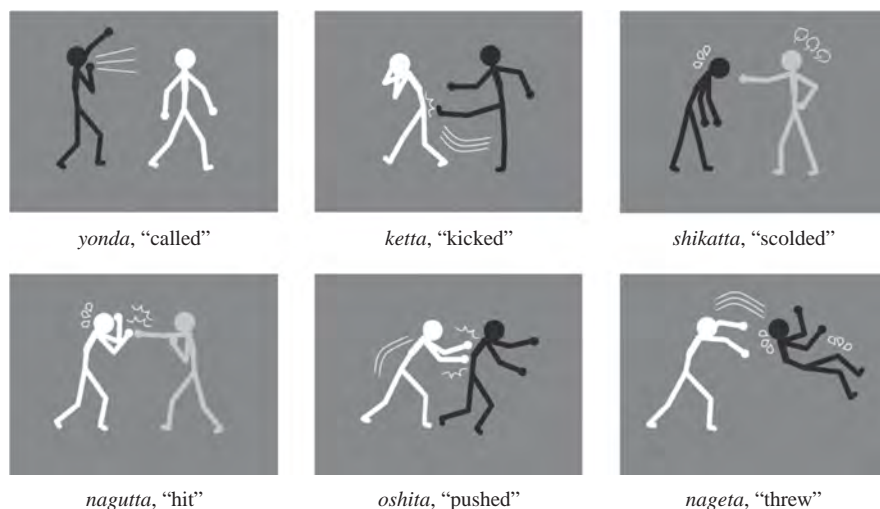 yonda, “called”
ketta, “kicked”
shikatta, “scolded”
nagutta, “hit”
oshita, “pushed”
nageta, “threw”